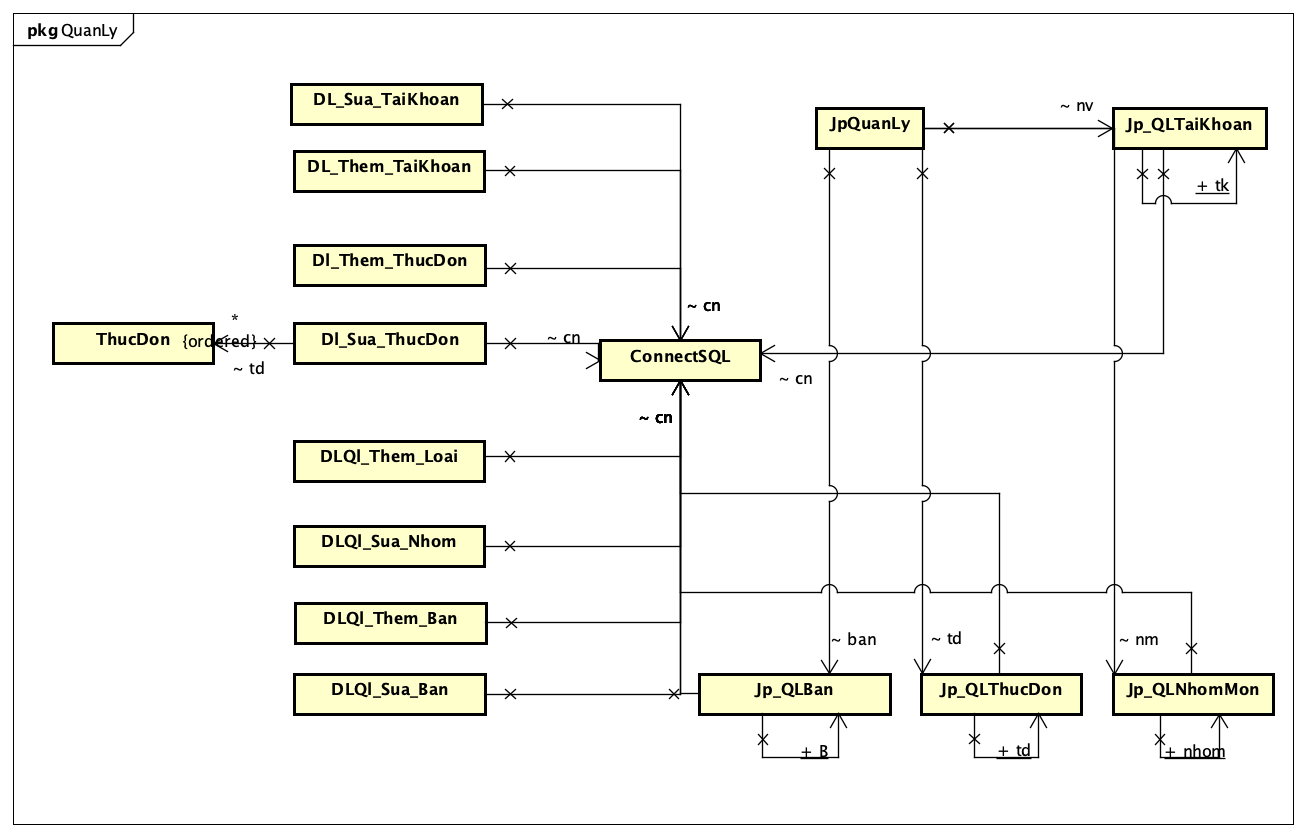 pkg QuanLy
DL_Sua_TaiKhoan
JpQuanLy
~ nv
Jp_QLTaiKhoan
DL_Them_TaiKhoan
+ tk
Dl_Them_ThucDon
~ cn
ThucDon
*
{ordered}
~ td
Dl_Sua_ThucDon
~ cn
ConnectSQL
~ cn
~ cn
DLQl_Them_Loai
DLQl_Sua_Nhom
DLQl_Them_Ban
~ ban
~ td
~ nm
DLQl_Sua_Ban
Jp_QLBan
Jp_QLThucDon
Jp_QLNhomMon
+ B
+ td
+ nhom